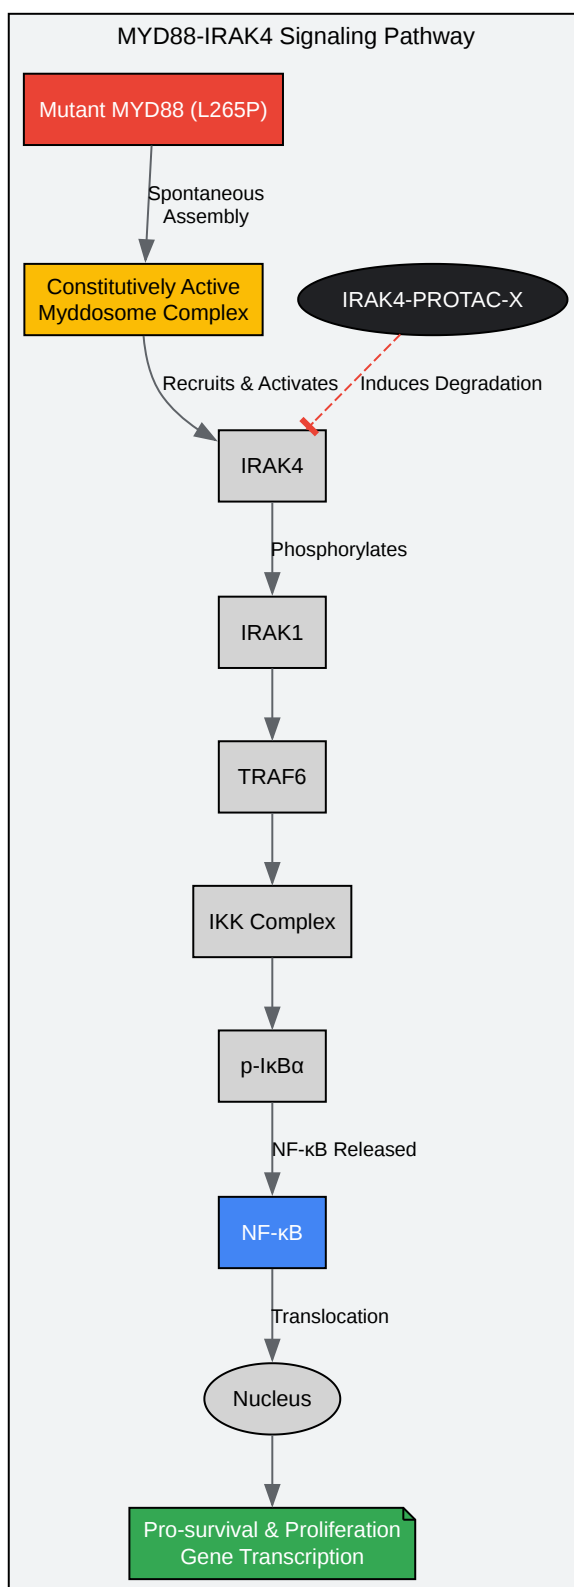 MYD88-IRAK4 Signaling Pathway
Mutant MYD88 (L265P)
Spontaneous
Assembly
Constitutively Active
Myddosome Complex
IRAK4-PROTAC-X
Recruits & Activates
Induces Degradation
IRAK4
Phosphorylates
IRAK1
TRAF6
IKK Complex
p-IκBα
NF-κB Released
NF-κB
Translocation
Nucleus
Pro-survival & Proliferation
Gene Transcription